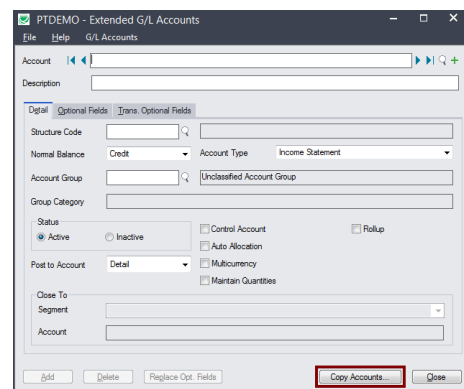 PTDEMO - Extended G/L Accounts
File Help G/L Accounts
Account
Description
Detail Optional Fields Trans. Optional Fields
Structure Code
Normal Balance Credit Account Type Income Statement
Account Group Unclassified Account Group
Group Category
Status
Active Inactive
Control Account Rollup
Auto Allocation
Post to Account Detail Multicurrency
Maintain Quantities
Close To
Segment
Account
Add Delete Replace Opt. Fields Copy Accounts... Close